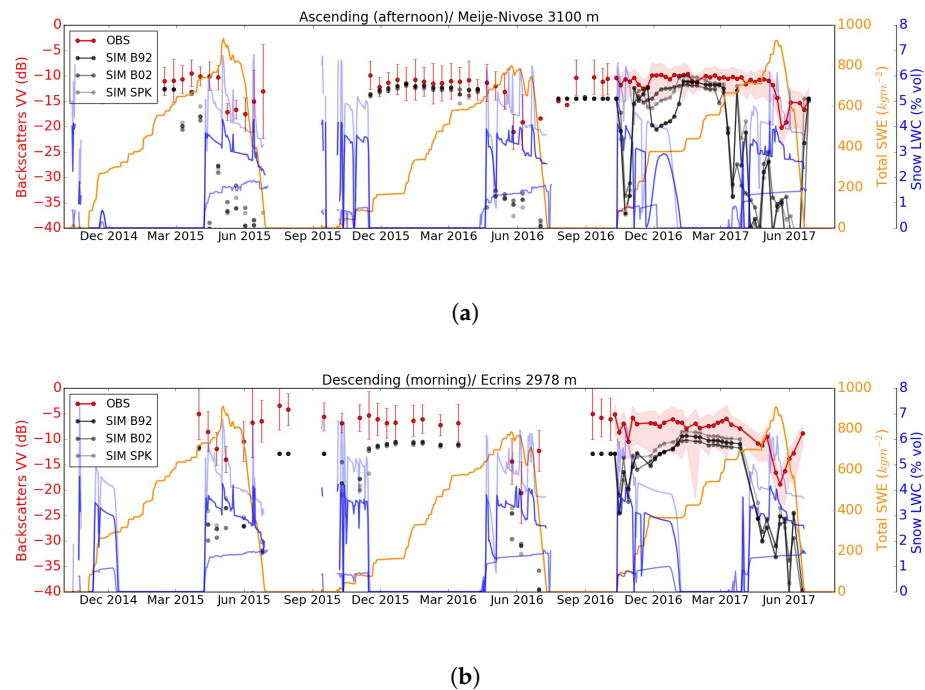 Ascending (afternoon)/ Meije-Nivose 3100 m
Backscatters VV (dB)
0
−5
−10
−15
−20
−25
−30
−35
−40
OBS
SIM B92
SIM B02
SIM SPK
1000
800
600
400
200
0
Total SWE (kgm⁻²)
8
7
6
5
4
3
2
1
0
Snow LWC (% vol)
Dec 2014 Mar 2015 Jun 2015 Sep 2015 Dec 2015 Mar 2016 Jun 2016 Sep 2016 Dec 2016 Mar 2017 Jun 2017
(a)
Descending (morning)/ Ecrins 2978 m
Backscatters VV (dB)
0
−5
−10
−15
−20
−25
−30
−35
−40
OBS
SIM B92
SIM B02
SIM SPK
1000
800
600
400
200
0
Total SWE (kgm⁻²)
8
7
6
5
4
3
2
1
0
Snow LWC (% vol)
Dec 2014 Mar 2015 Jun 2015 Sep 2015 Dec 2015 Mar 2016 Jun 2016 Sep 2016 Dec 2016 Mar 2017 Jun 2017
(b)